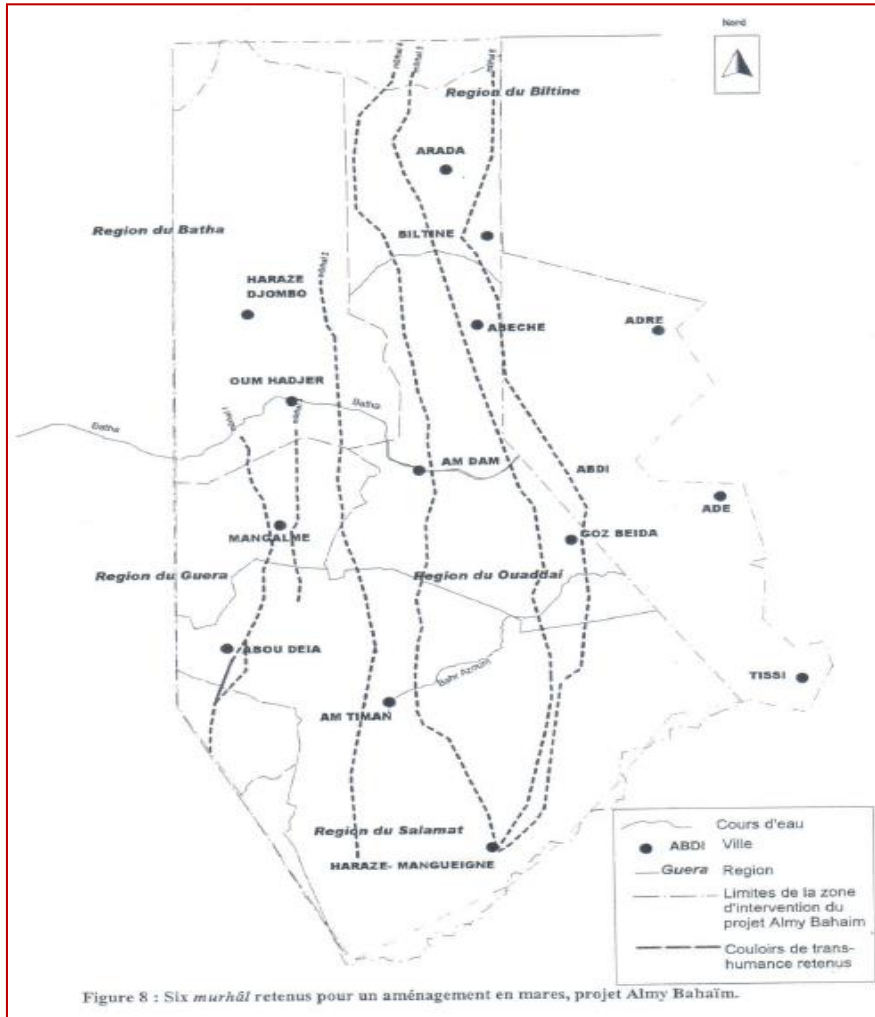 Nord
Region du Biltine
ARADA
Region du Batha
BILTINE
HARAZE
DJOMBO
ABECHE
ADRE
OUM HADJER
Batha
Batha
AM DAM
ABDI
ADE
MANGALME
GOZ BEIDA
Region du Guera
Region du Ouaddai
ABOU DEIA
Bahr Azoum
TISSI
AM TIMAN
Region du Salamat
HARAZE- MANGUEIGNE
Cours d'eau
ABDI Ville
Guera Region
Limites de la zone
d'intervention du
projet Almy Bahaim
Couloirs de trans-
humance retenus
Figure 8 : Six murhâl retenus pour un aménagement en mares, projet Almy Bahaïm.